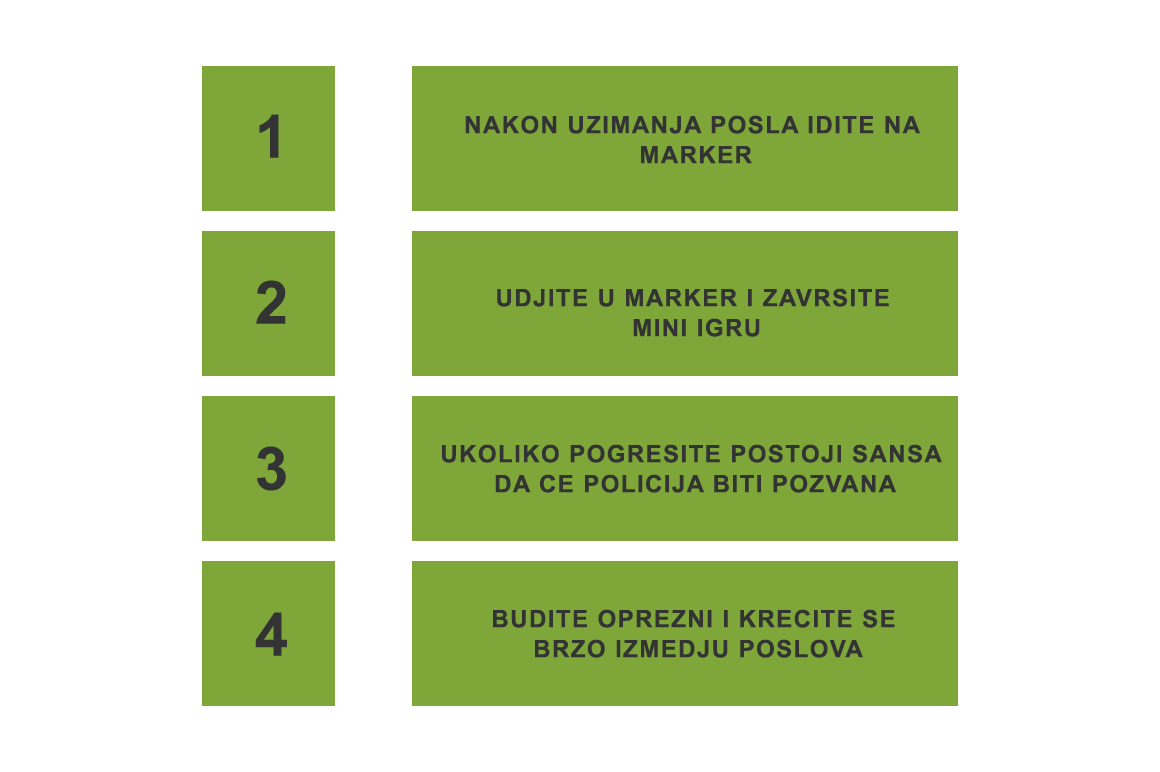 1
NAKON UZIMANJA POSLA IDITE NA
MARKER
2
UDJITE U MARKER I ZAVRSITE
MINI IGRU
3
UKOLIKO POGRESITE POSTOJI SANSA
DA CE POLICIJA BITI POZVANA
4
BUDITE OPREZNI I KRECITE SE
BRZO IZMEDJU POSLOVA